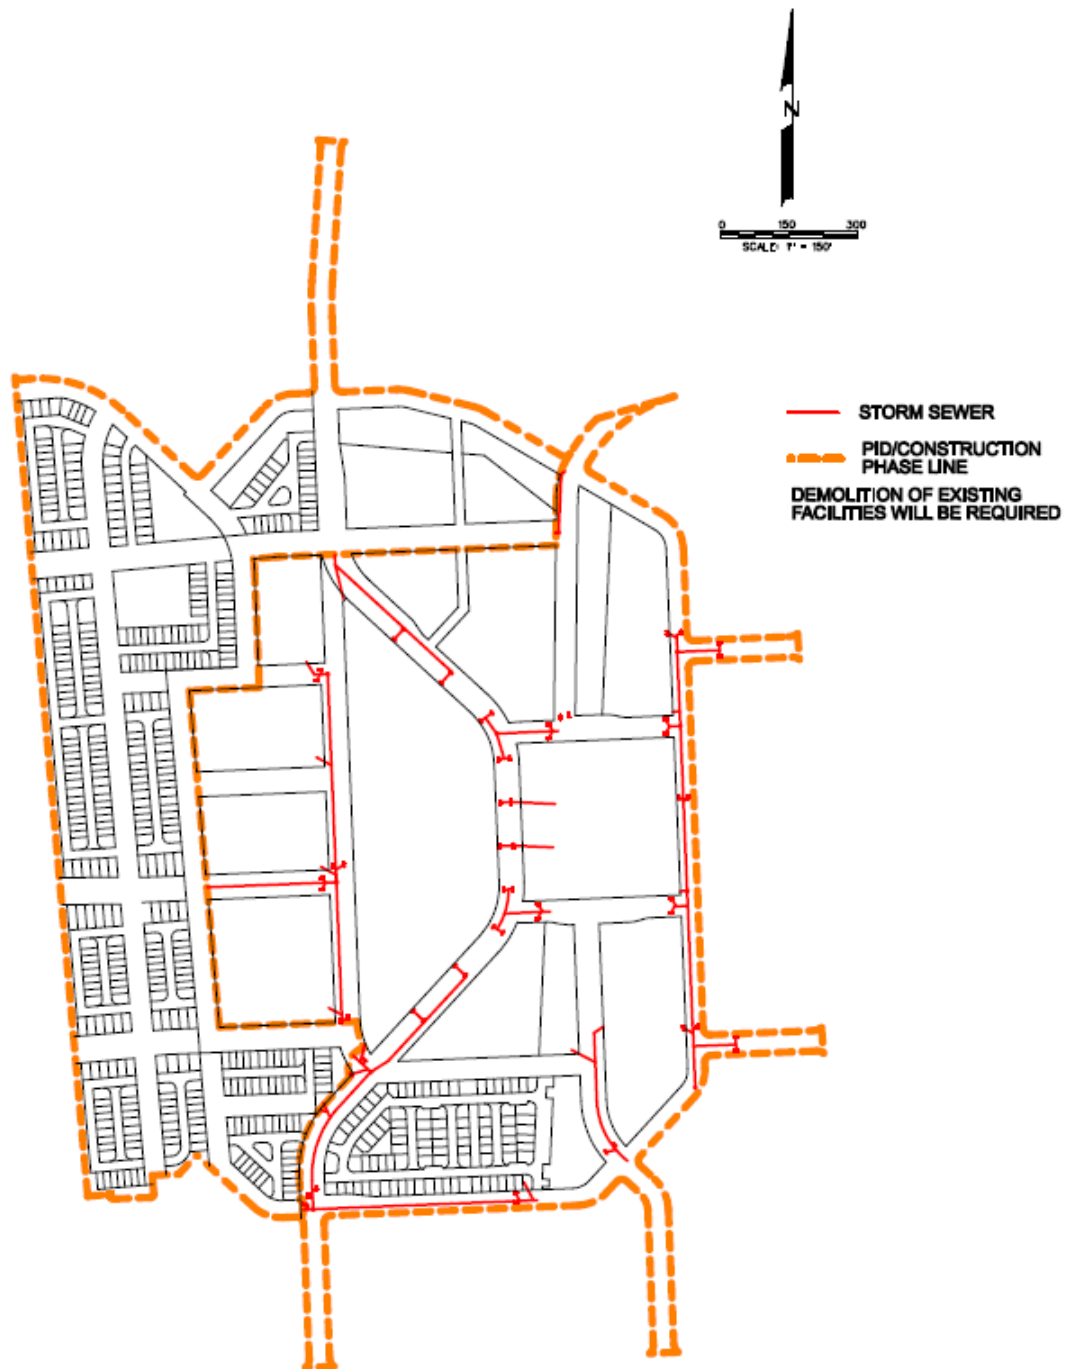 N
0 150 300
SCALE: 1" = 150'
STORM SEWER
PID/CONSTRUCTION
PHASE LINE
DEMOLITION OF EXISTING
FACILITIES WILL BE REQUIRED